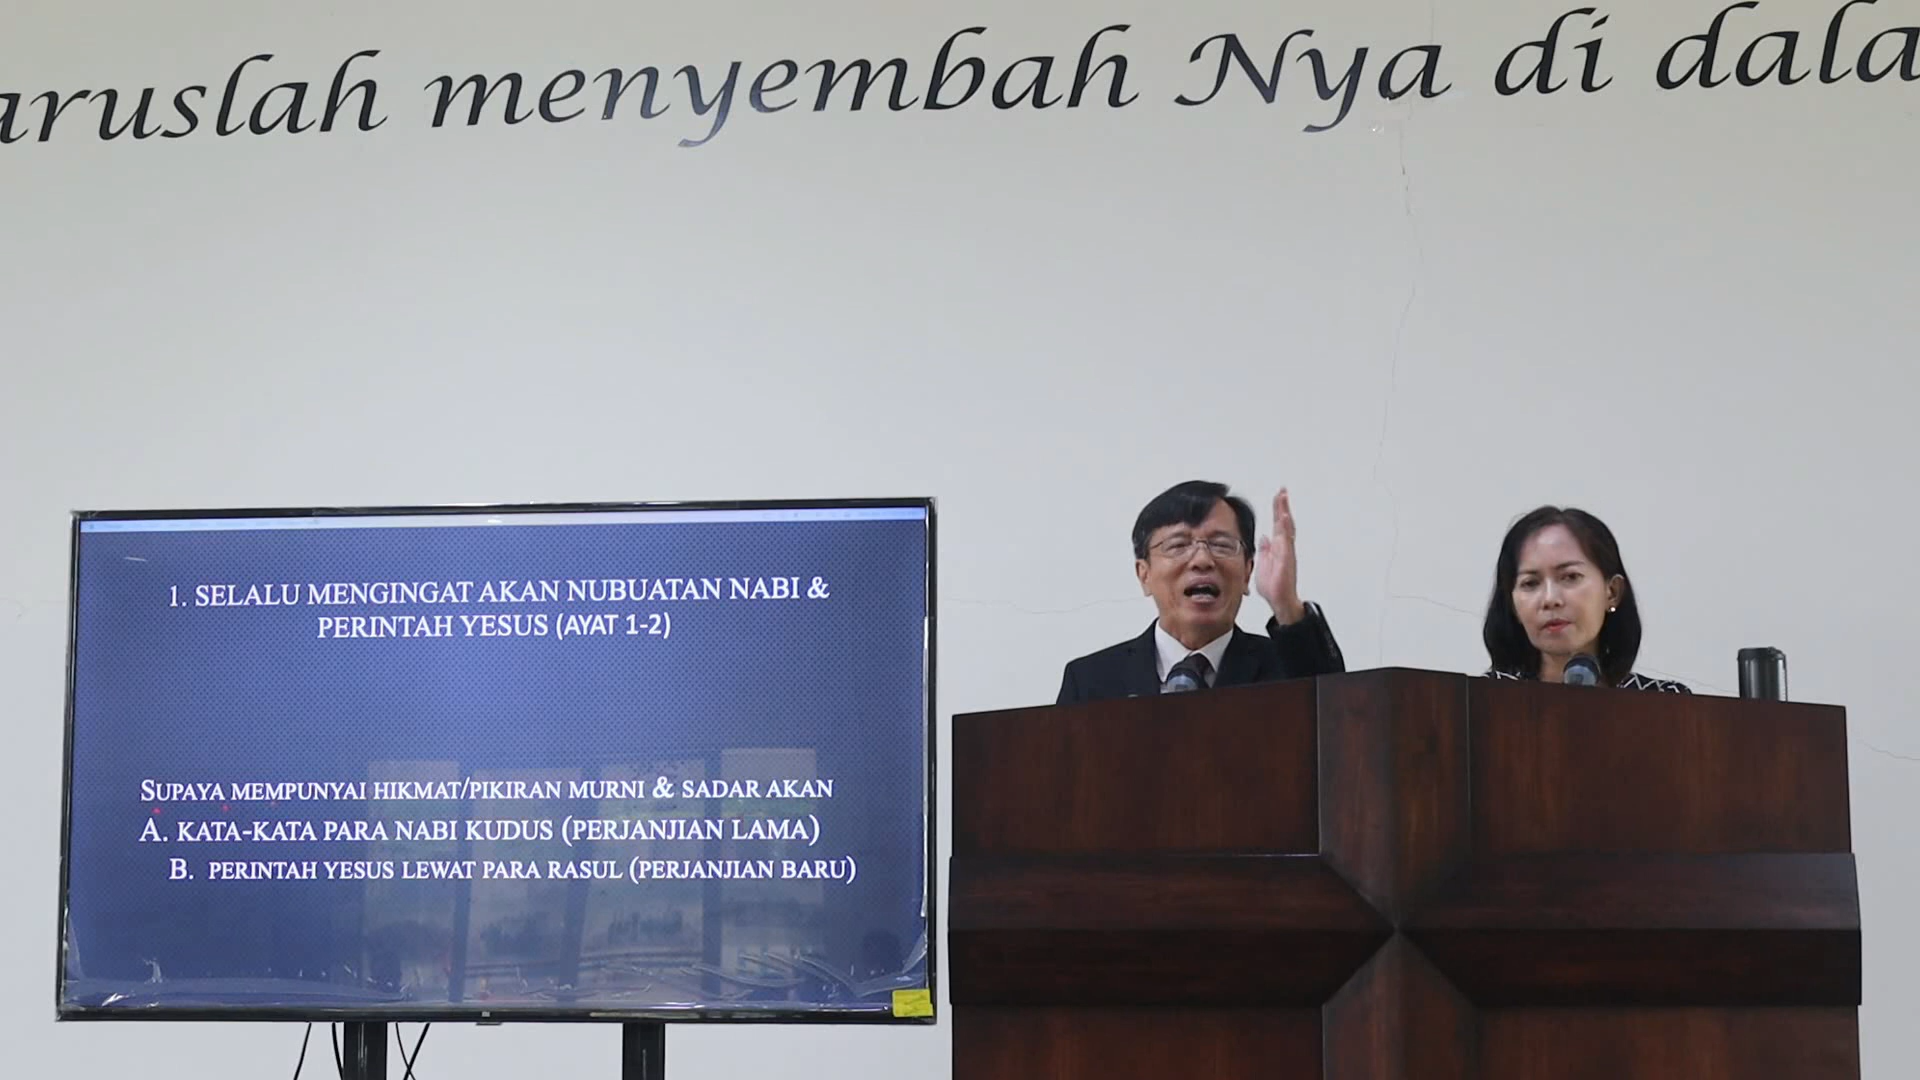 aruslah menyembah Nya di dala
1. SELALU MENGINGAT AKAN NUBUATAN NABI &
PERINTAH YESUS (AYAT 1-2)
SUPAYA MEMPUNYAI HIKMAT/PIKIRAN MURNI & SADAR AKAN
A. KATA-KATA PARA NABI KUDUS (PERJANJIAN LAMA)
B. PERINTAH YESUS LEWAT PARA RASUL (PERJANJIAN BARU)